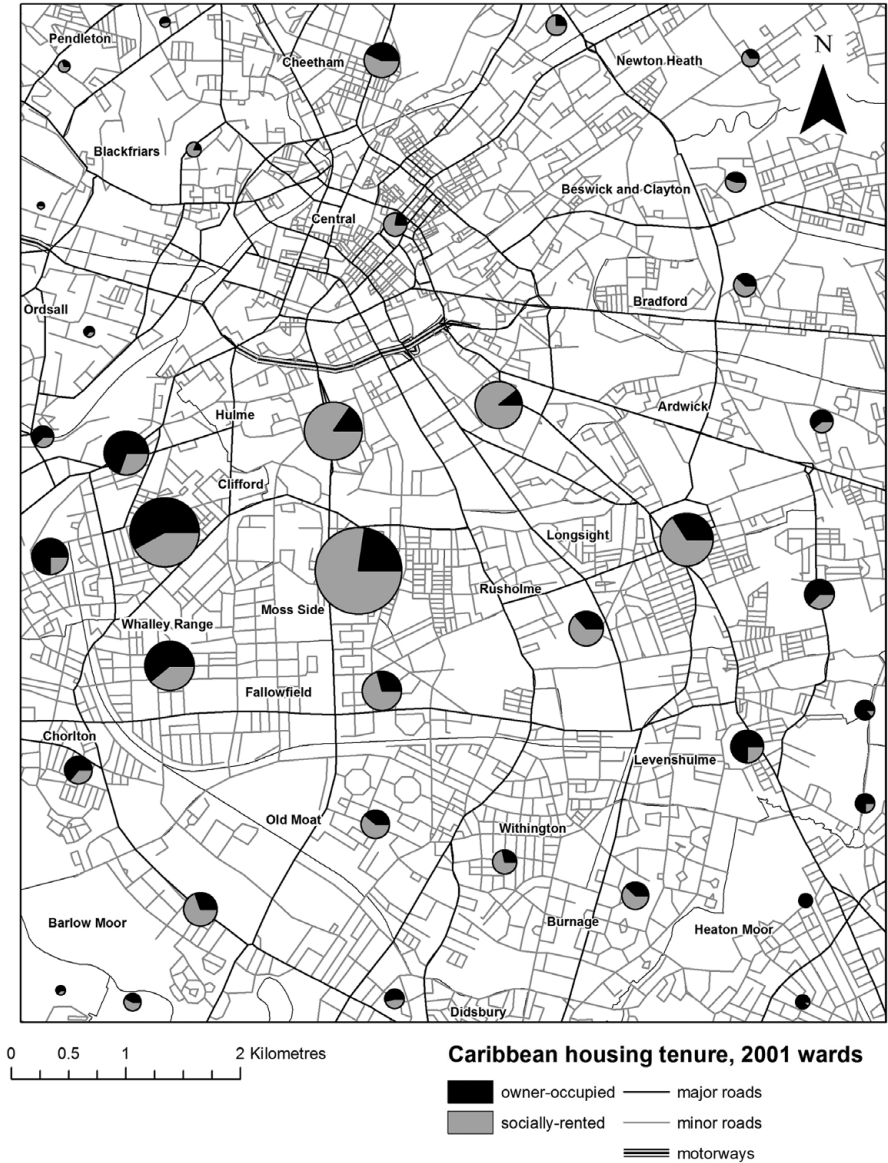 Pendleton
Cheetham
Newton Heath
N
Blackfriars
Beswick and Clayton
Central
Ordsall
Bradford
Hulme
Ardwick
Clifford
Longsight
Rusholme
Moss Side
Whalley Range
Fallowfield
Chorlton
Levenshulme
Old Moat
Withington
Barlow Moor
Burnage
Heaton Moor
Didsbury
0 0.5 1 2 Kilometres
Caribbean housing tenure, 2001 wards
owner-occupied major roads
socially-rented minor roads
motorways